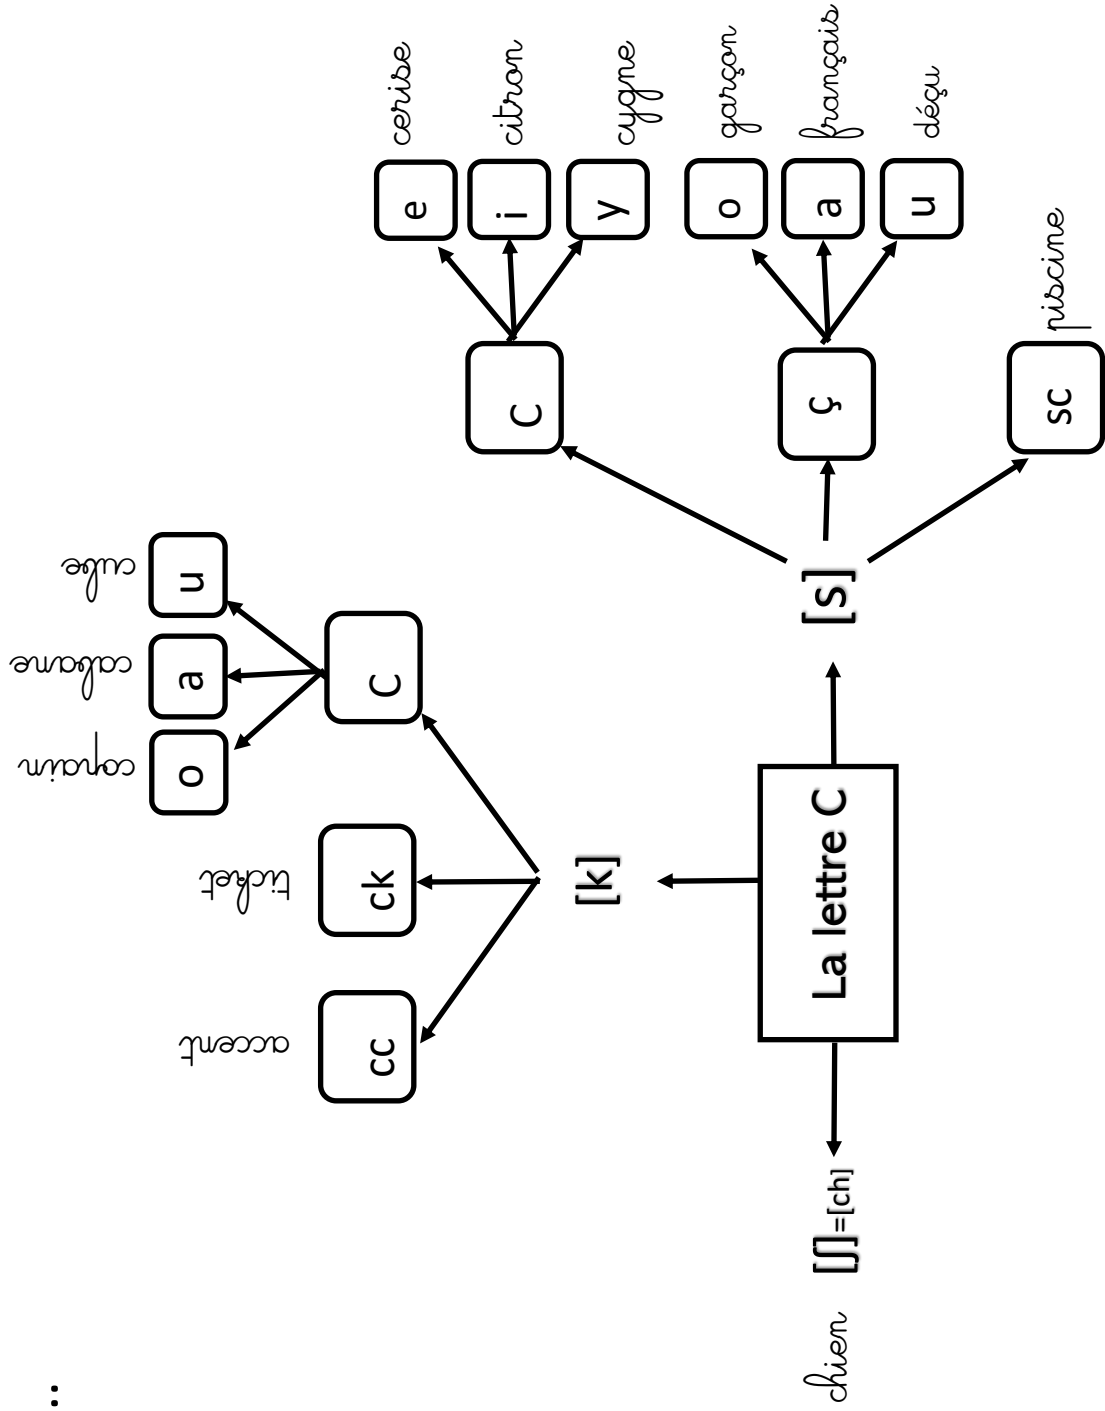 :
copain
cabane
cube
o
a
u
accent
ticket
cc
ck
C
[k]
e
cerise
C
i
citron
y
cygne
chien
[ʃ]=[ch]
La lettre C
[s]
ç
o
garçon
a
français
u
déçu
sc
piscine